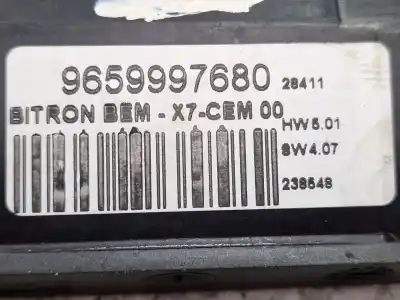 9659997680 28411
BITRON BEM - X7-CEM 00
HW5.01
SW4.07
238548